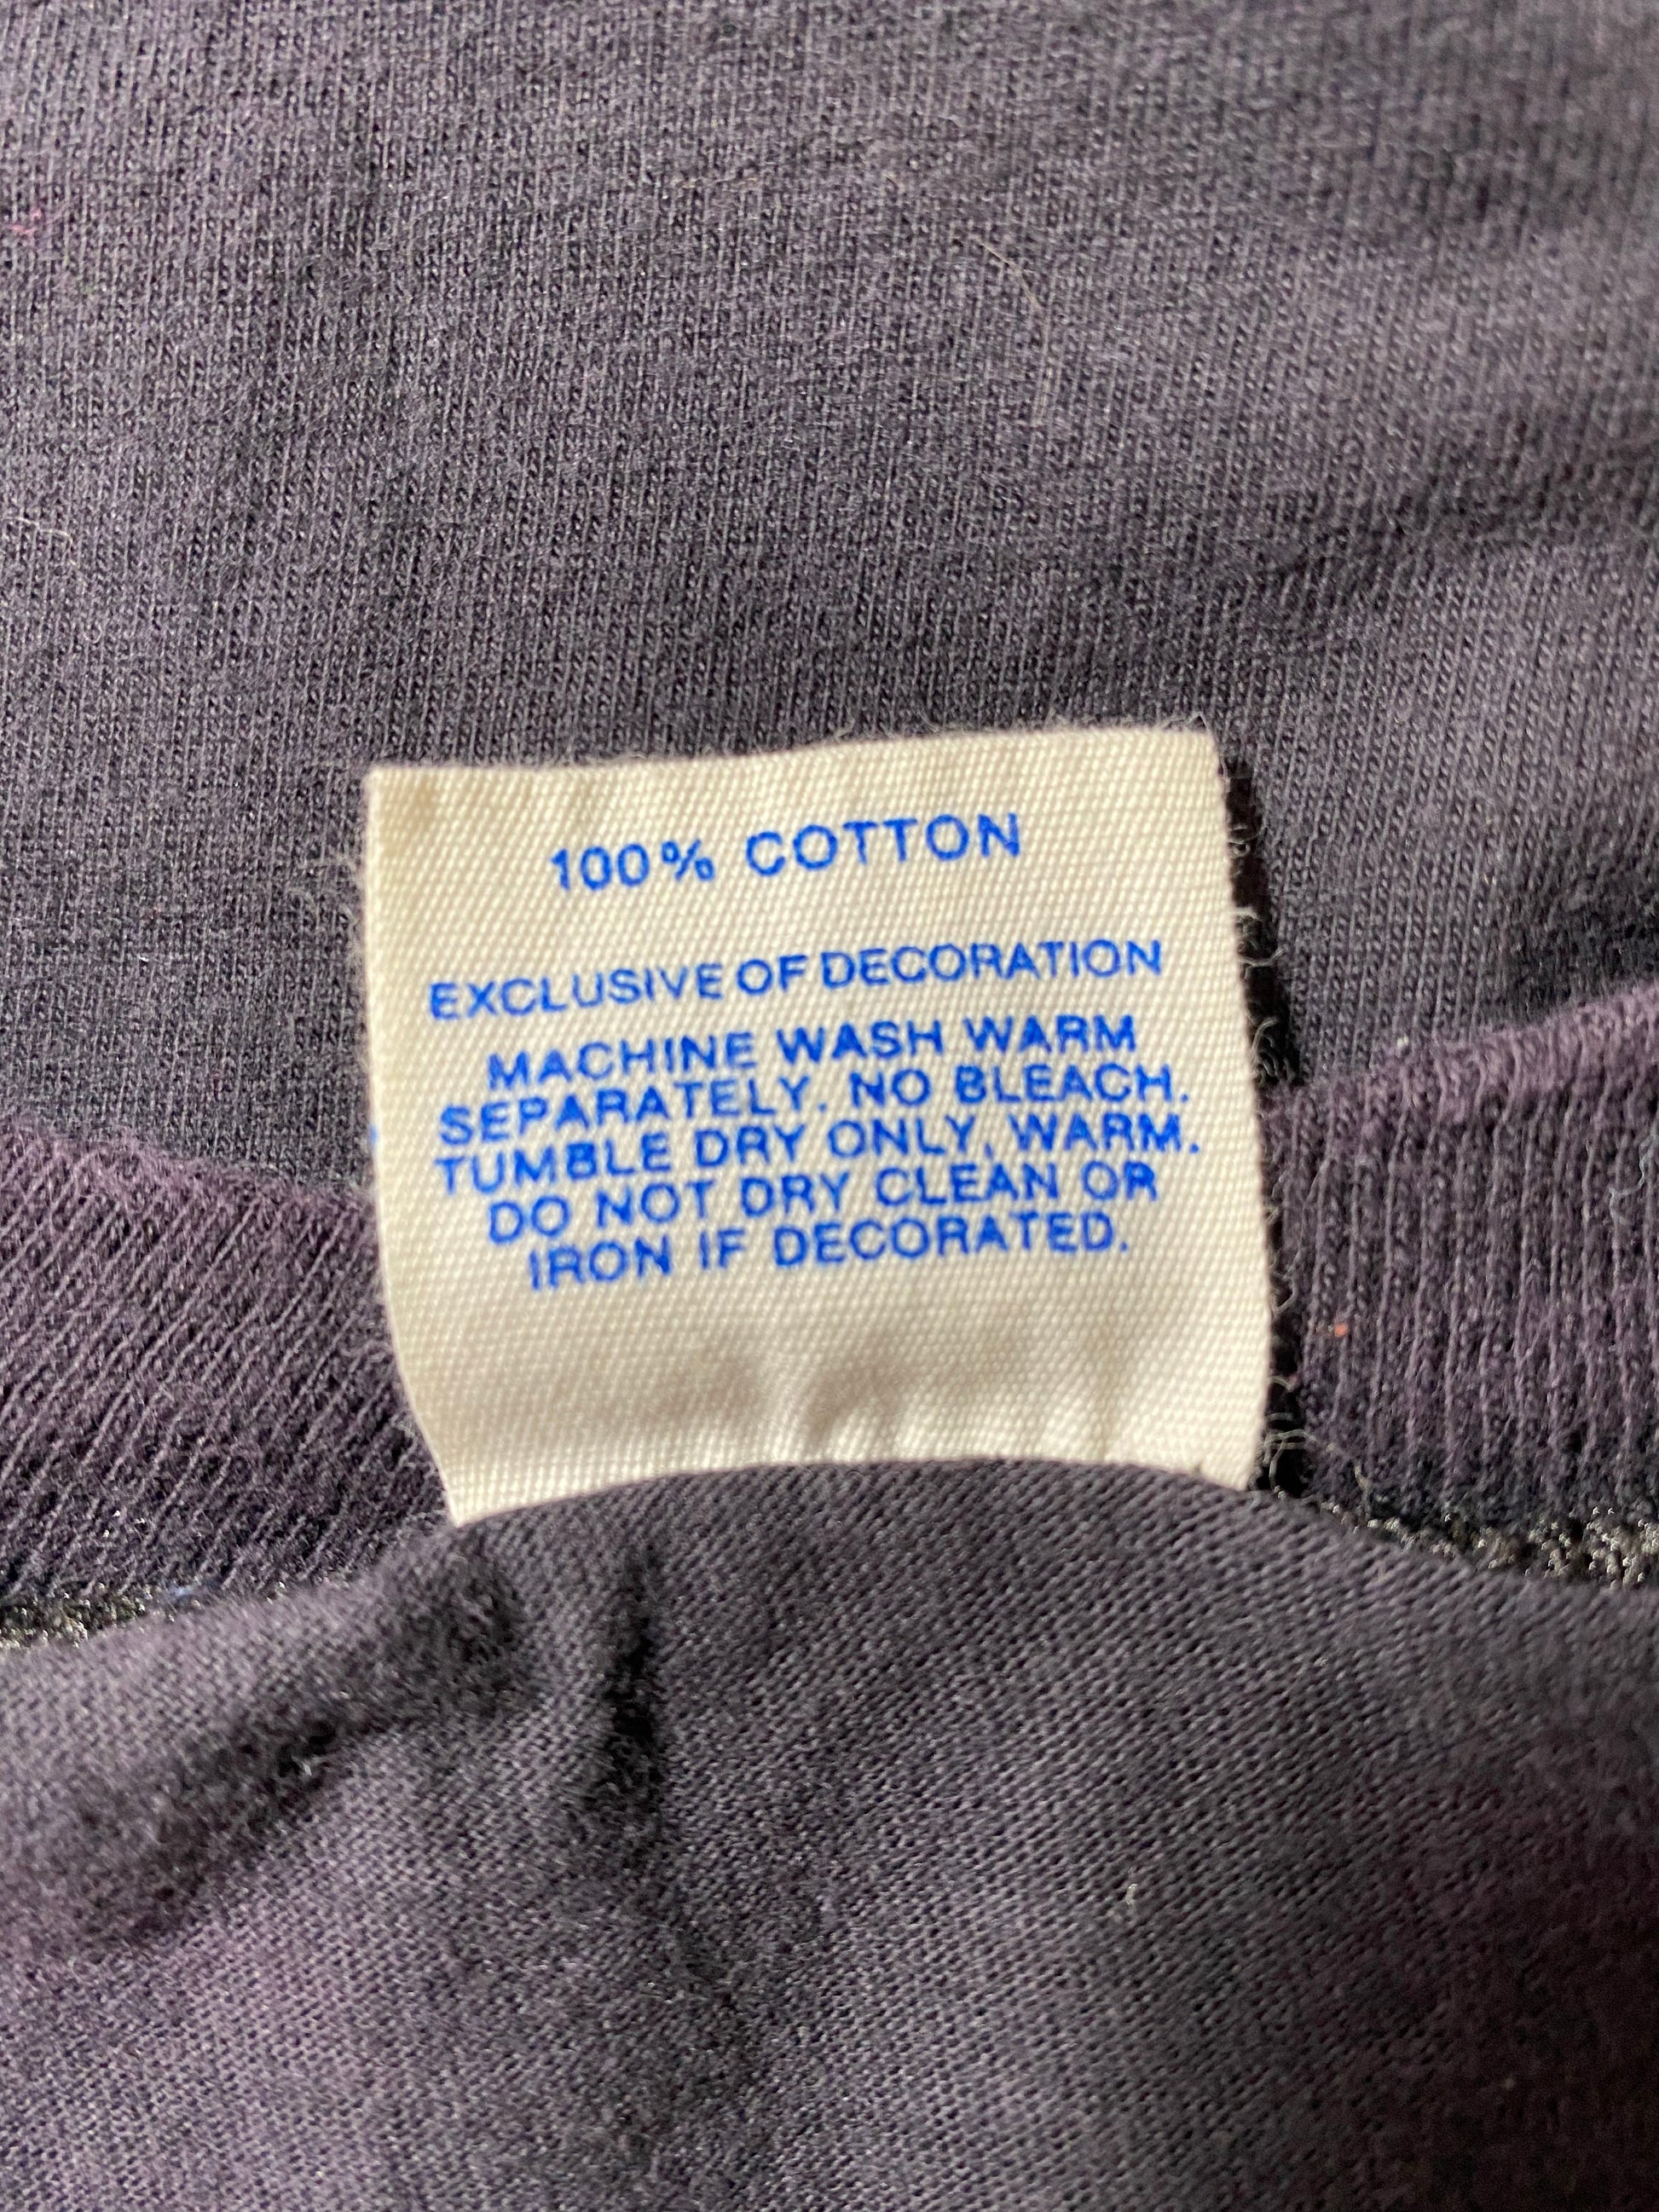 100% COTTON
EXCLUSIVE OF DECORATION
MACHINE WASH WARM
SEPARATELY. NO BLEACH.
TUMBLE DRY ONLY, WARM.
DO NOT DRY CLEAN OR
IRON IF DECORATED.